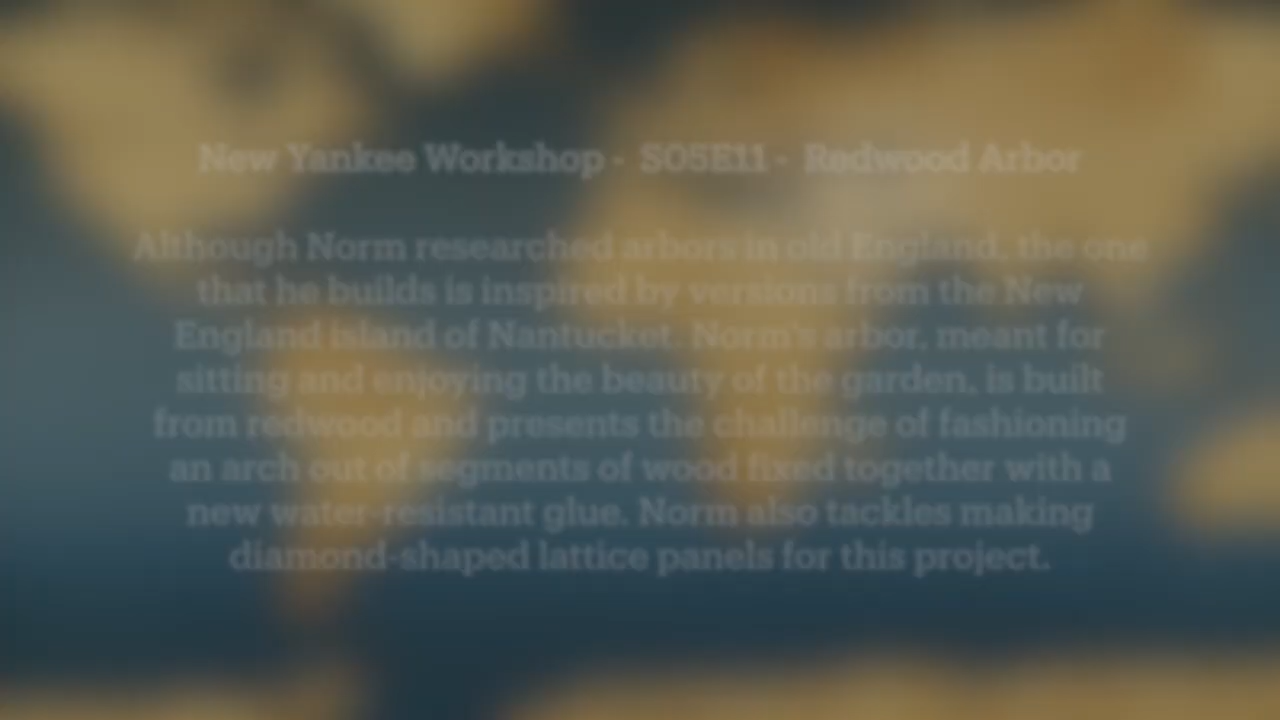 New Yankee Workshop - S05E11 - Redwood Arbor
Although Norm researched arbors in old England, the one
that he builds is inspired by versions from the New
England island of Nantucket. Norm's arbor, meant for
sitting and enjoying the beauty of the garden, is built
from redwood and presents the challenge of fashioning
an arch out of segments of wood fixed together with a
new water-resistant glue. Norm also tackles making
diamond-shaped lattice panels for this project.